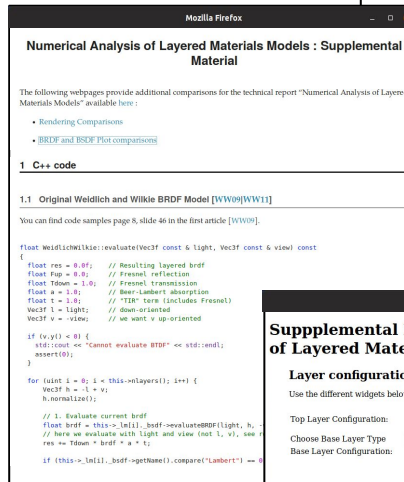 Mozilla Firefox
Numerical Analysis of Layered Materials Models : Supplemental
Material
The following webpages provide additional comparisons for the technical report "Numerical Analysis of Layere
Materials Models" available here :
• Rendering Comparisons
• BRDF and BSDF Plot comparisons
1 C++ code
1.1 Original Weidlich and Wilkie BRDF Model [WW09|WW11]
You can find code samples page 8, slide 46 in the first article [WW09].
float WeidlichWilkie::evaluate(Vec3f const & light, Vec3f const & view) const
{
float res = 0.0f; // Resulting layered brdf
float Fup = 0.0; // Fresnel reflection
float Tdown = 1.0; // Fresnel transmission
float a = 1.0; // Beer-Lambert absorption
float t = 1.0; // "TIR" term (includes Fresnel)
Vec3f l = light; // down-oriented
Vec3f v = -view; // we want v up-oriented
if (v.y() < 0) {
std::cout << "Cannot evaluate BTDF" << std::endl;
assert(0);
}
for (uint i = 0; i < this->nlayers(); i++) {
Vec3f h = -l + v;
h.normalize();
// 1. Evaluate current brdf
float brdf = this->_lm[i]._bsdf->evaluateBRDF(light, h, -
// here we evaluate with light and view (not l, v), see r
res += Tdown * brdf * a * t;
if (this->_lm[i]._bsdf->getName().compare("Lambert") == 0
Suppplemental
of Layered Mate
Layer configuratio
Use the different widgets belo
Top Layer Configuration:
Choose Base Layer Type
Base Layer Configuration: